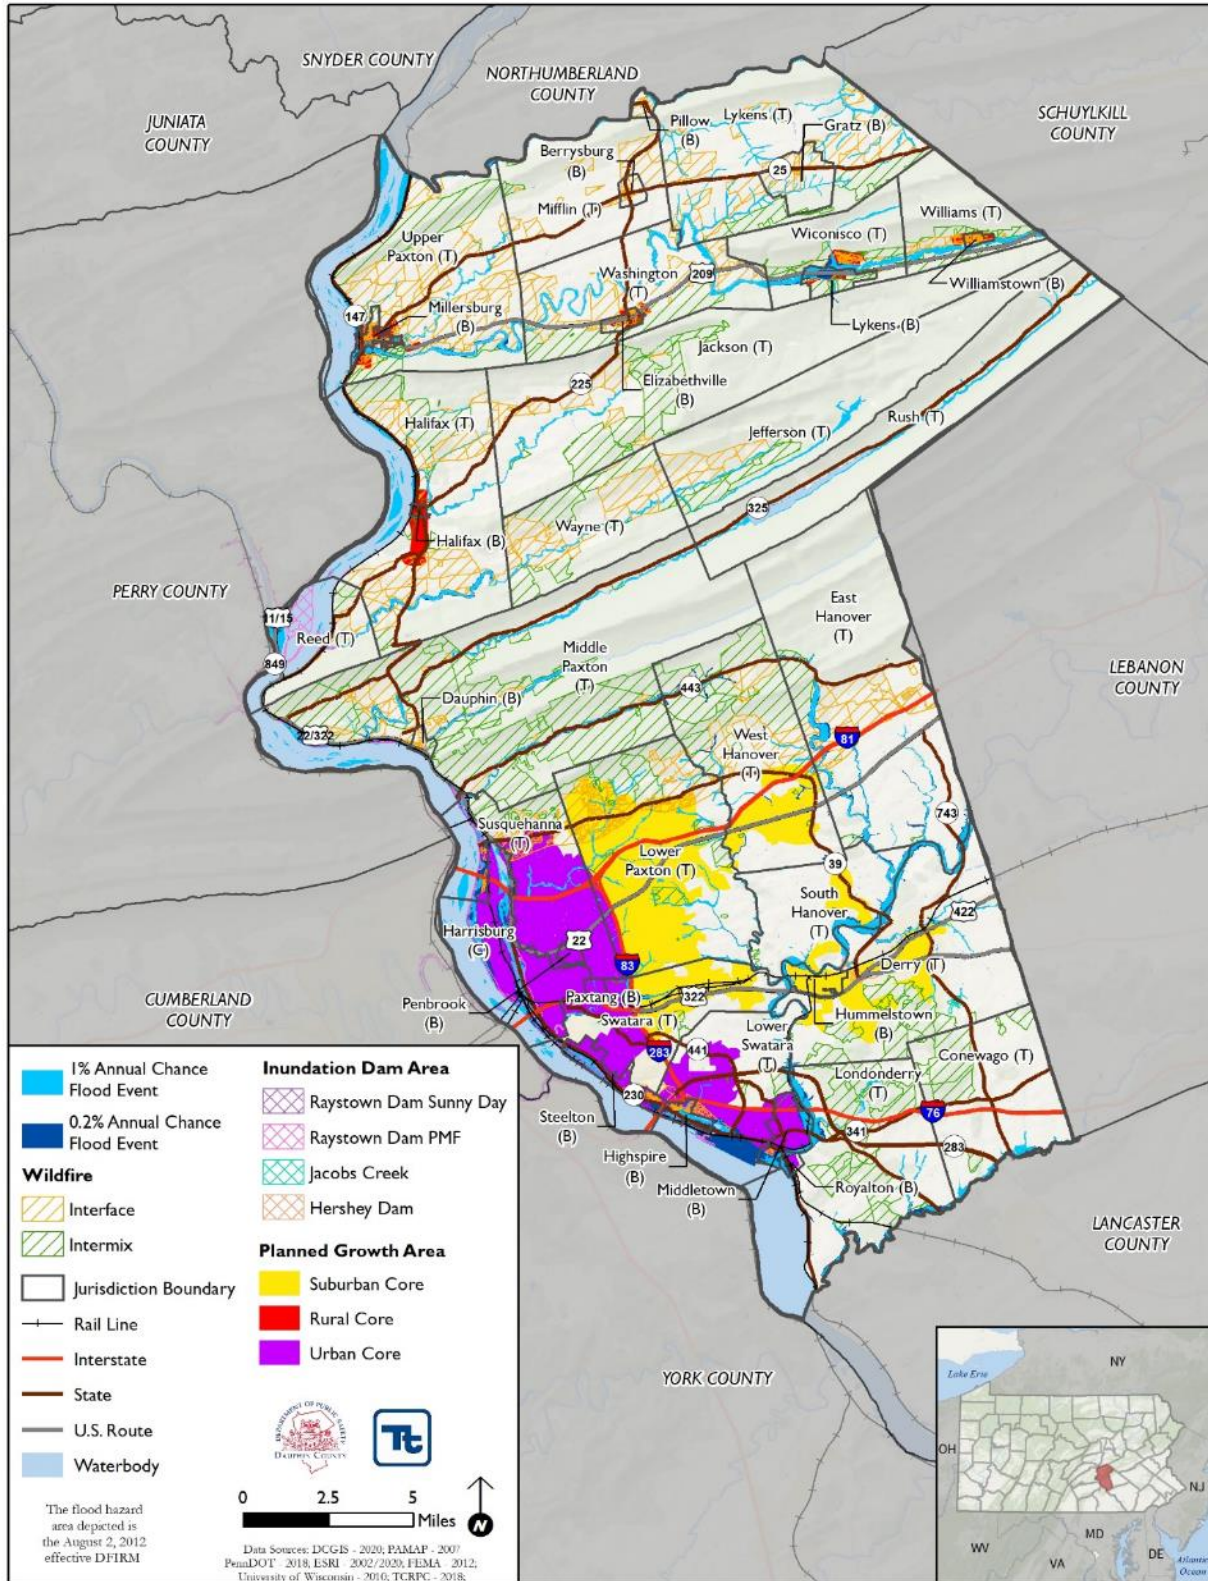 SNYDER COUNTY
NORTHUMBERLAND
COUNTY
JUNIATA
COUNTY
SCHUYLKILL
COUNTY
Pillow
(B)
Lykens (T)
Gratz (B)
Berrysburg
(B)
25
Mifflin (T)
Williams (T)
Upper
Paxton (T)
Wiconisco (T)
Washington
(T)
209
Williamstown (B)
147
Millersburg
(B)
Lykens (B)
Jackson (T)
225
Elizabethville
(B)
Halifax (T)
Rush (T)
Jefferson (T)
325
Wayne (T)
Halifax (B)
PERRY COUNTY
11/15
Reed (T)
East
Hanover
(T)
849
Middle
Paxton
(T)
LEBANON
COUNTY
Dauphin (B)
443
22/322
West
Hanover
(T)
81
743
Susquehanna
(T)
Lower
Paxton (T)
39
South
Hanover
(T)
422
Harrisburg
(C)
22
83
Derry (T)
CUMBERLAND
COUNTY
Penbrook
(B)
Paxtang (B)
322
Hummelstown
(B)
Swatara (T)
Lower
Swatara
(T)
283
441
Conewago (T)
Londonderry
(T)
230
76
Steelton
(B)
341
283
Highspire
(B)
Middletown
(B)
Royalton (B)
LANCASTER
COUNTY
YORK COUNTY
1% Annual Chance
Flood Event
0.2% Annual Chance
Flood Event
Wildfire
Interface
Intermix
Jurisdiction Boundary
Rail Line
Interstate
State
U.S. Route
Waterbody
The flood hazard
area depicted is
the August 2, 2012
effective DFIRM
Inundation Dam Area
Raystown Dam Sunny Day
Raystown Dam PMF
Jacobs Creek
Hershey Dam
Planned Growth Area
Suburban Core
Rural Core
Urban Core
DEPARTMENT OF PUBLIC SAFETY
DAUPHIN COUNTY
Tt
0 2.5 5
Miles
N
Data Sources: DCGIS - 2020; PAMAP - 2007
PennDOT - 2018; ESRI - 2002/2020; FEMA - 2012;
University of Wisconsin - 2010; TCRPC - 2018;
NY
Lake Erie
OH
NJ
MD
WV
VA
DE
Atlantic
Ocean